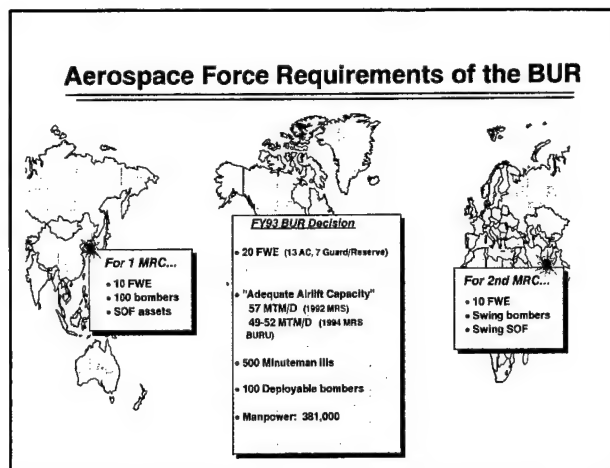 Aerospace Force Requirements of the BUR
For 1 MRC...
• 10 FWE
• 100 bombers
• SOF assets
FY93 BUR Decision
• 20 FWE (13 AC, 7 Guard/Reserve)
• "Adequate Airlift Capacity"
57 MTM/D (1992 MRS)
49-52 MTM/D (1994 MRS
BURU)
• 500 Minuteman IIIs
• 100 Deployable bombers
• Manpower: 381,000
For 2nd MRC...
• 10 FWE
• Swing bombers
• Swing SOF